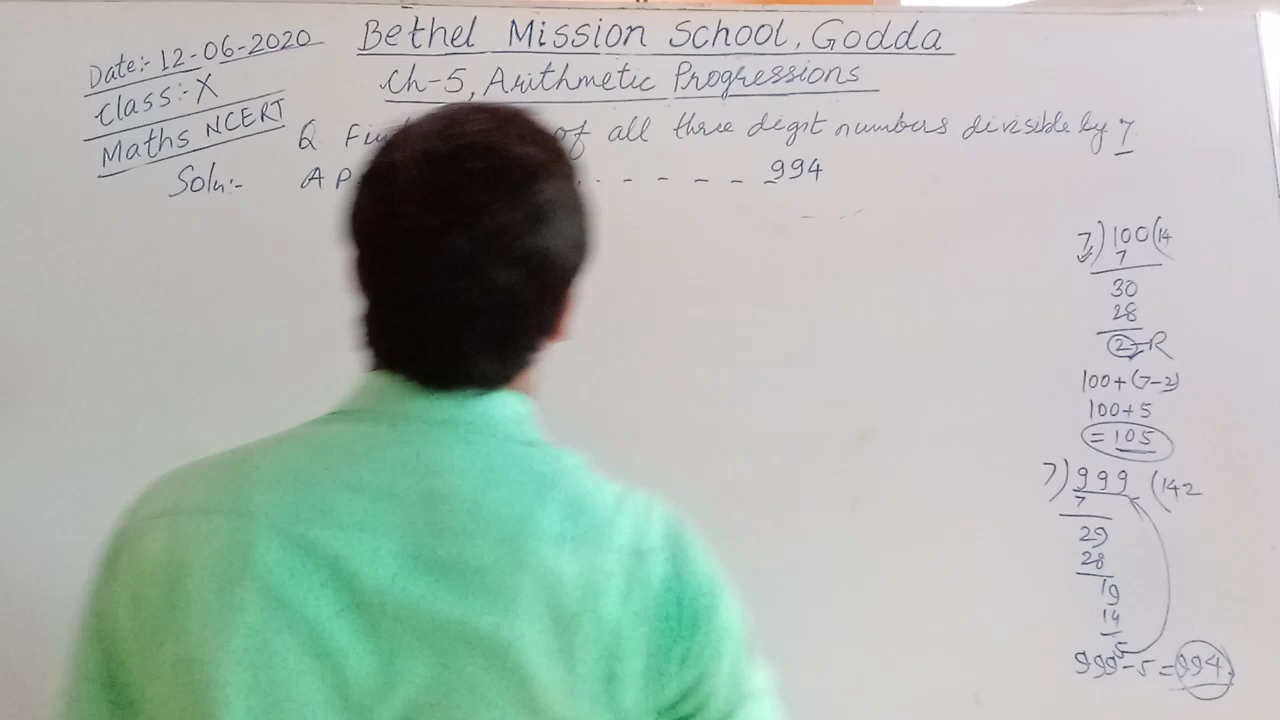 Bethel Mission School, Godda
Date:- 12-06-2020
Ch-5, Arithmetic Progressions
Class:- X
Maths NCERT
Q of all three digit numbers divisible by 7
Soln:- A P . - - - - - 994
7)100(14
7
30
28
2-R
100+(7-2)
100+5
=105
7)999(142
7
29
28
19
14
5
999-5=994